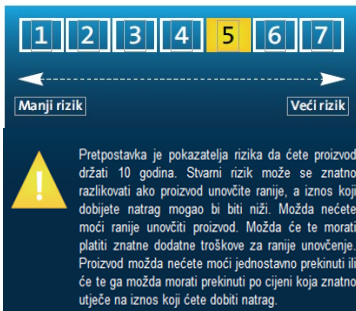 1 2 3 4 5 6 7
Manji rizik Veći rizik
Pretpostavka je pokazatelja rizika da ćete proizvod
držati 10 godina. Stvarni rizik može se znatno
razlikovati ako proizvod unovčite ranije, a iznos koji
dobijete natrag mogao bi biti niži. Možda nećete
moći ranije unovčiti proizvod. Možda će te morati
platiti znatne dodatne troškove za ranije unovčenje.
Proizvod možda nećete moći jednostavno prekinuti ili
će te ga možda morati prekinuti po cijeni koja znatno
utječe na iznos koji ćete dobiti natrag.